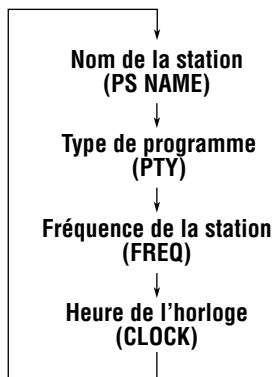 Nom de la station
(PS NAME)
Type de programme
(PTY)
Fréquence de la station
(FREQ)
Heure de l'horloge
(CLOCK)